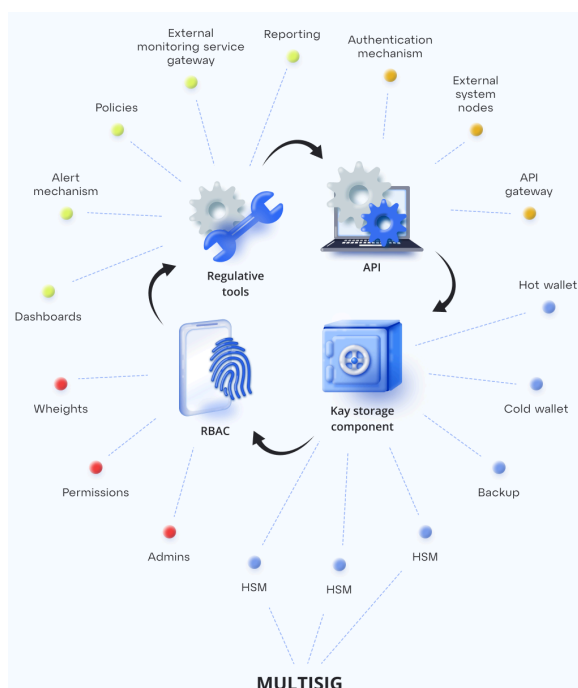 External
monitoring service
gateway
Reporting
Authentication
mechanism
External
system
nodes
Policies
Alert
mechanism
API
gateway
Regulative
tools
API
Hot wallet
Dashboards
Wheights
RBAC
Kay storage
component
Cold wallet
Permissions
Backup
Admins
HSM
HSM
HSM
MULTISIG